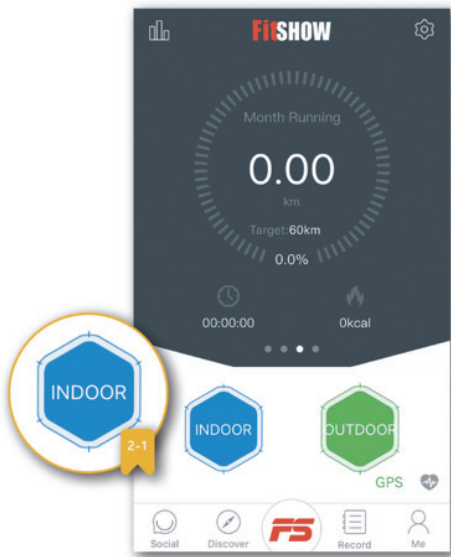 FitSHOW
Month Running
0.00
km
Target:60km
0.0%
00:00:00
0kcal
INDOOR
2-1
INDOOR
OUTDOOR
GPS
FS
Social
Discover
Record
Me